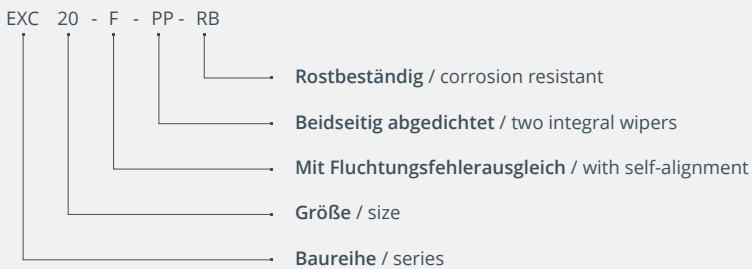 EXC 20 - F - PP - RB
Rostbeständig / corrosion resistant
Beidseitig abgedichtet / two integral wipers
Mit Fluchtungsfehlerausgleich / with self-alignment
Größe / size
Baureihe / series